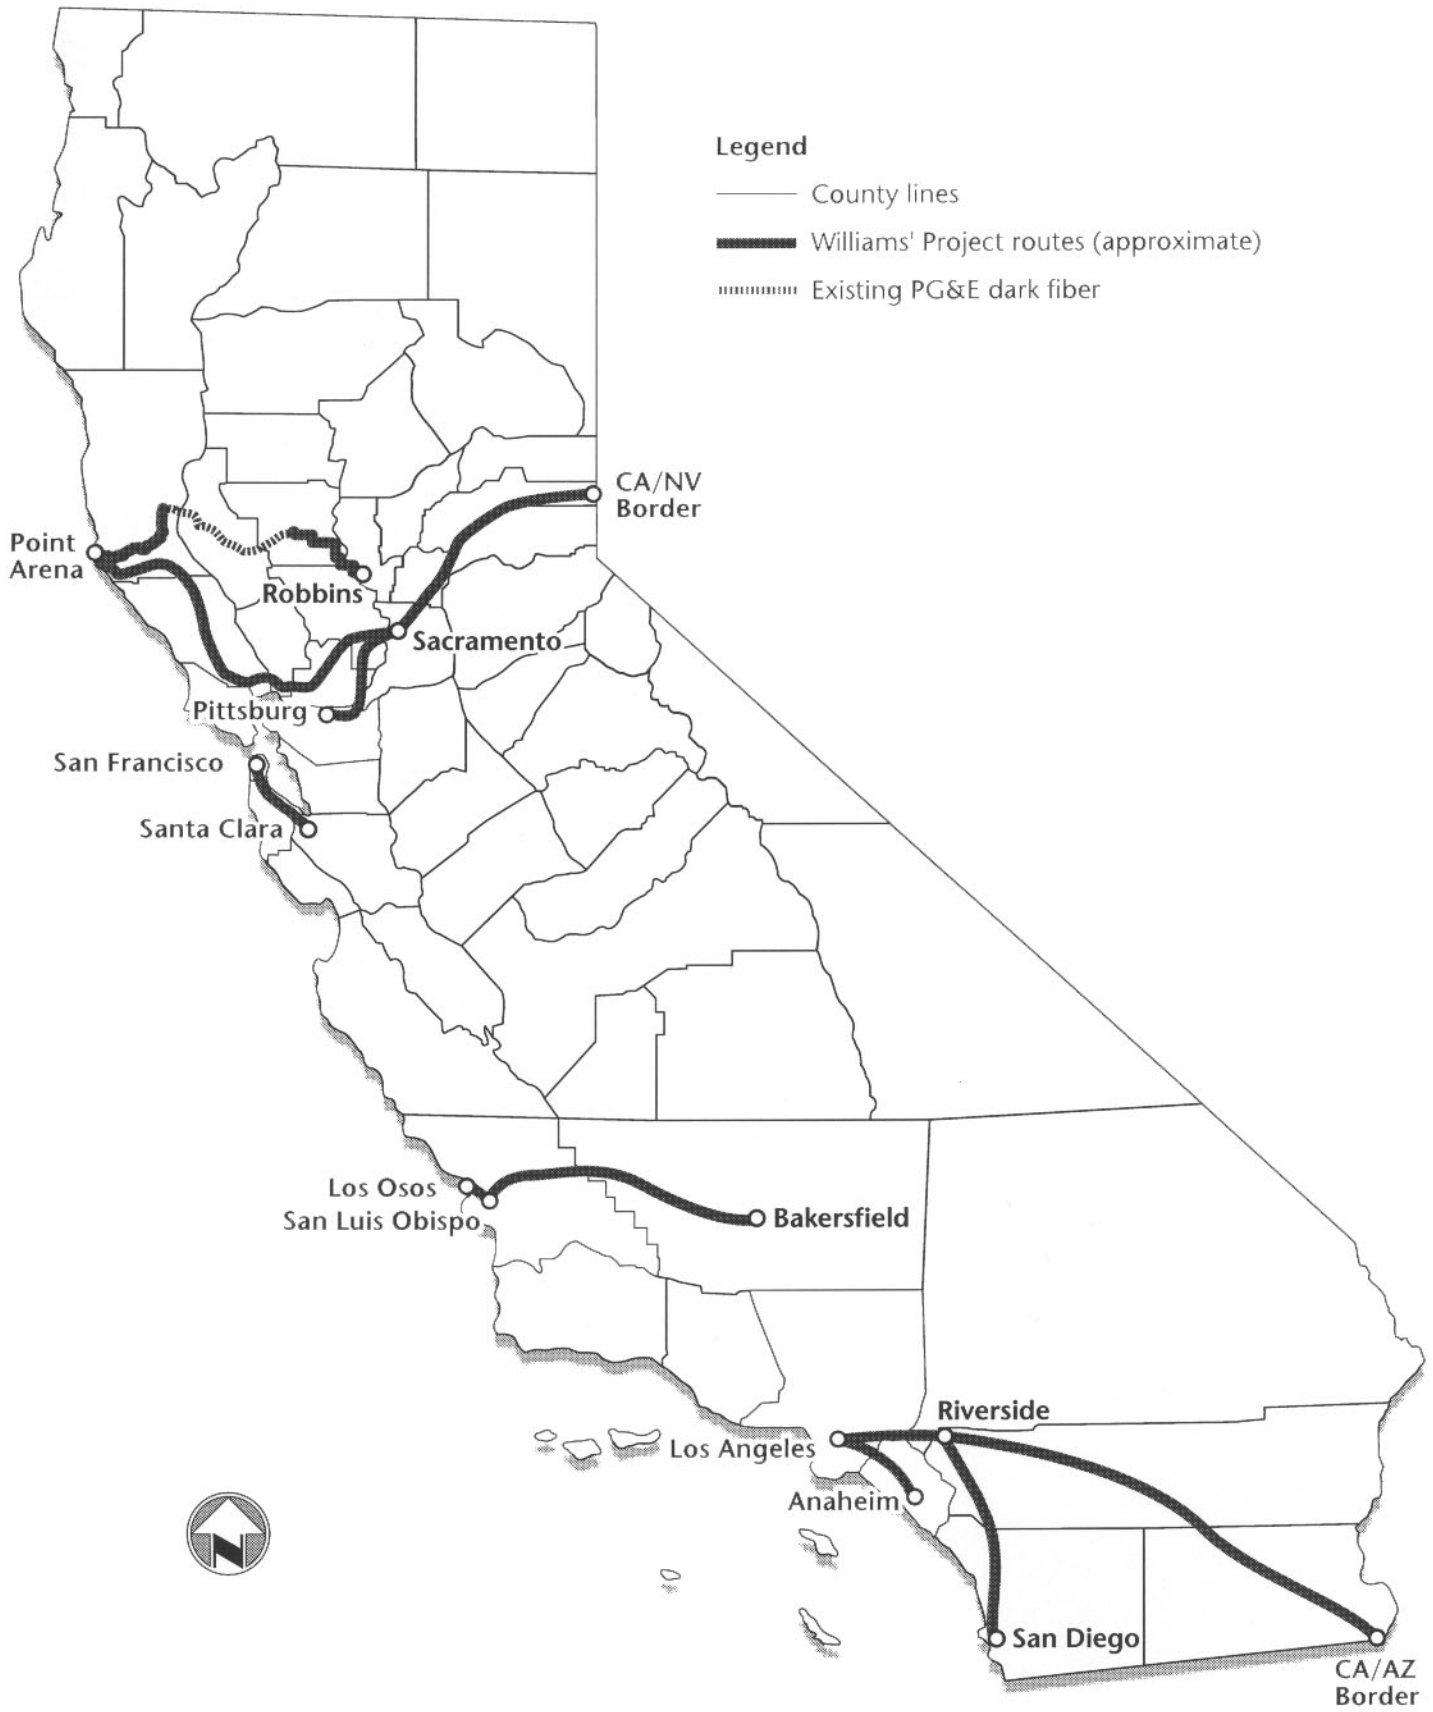 Legend
County lines
Williams' Project routes (approximate)
Existing PG&E dark fiber
CA/NV
Border
Point
Arena
Robbins
Sacramento
Pittsburg
San Francisco
Santa Clara
Los Osos
San Luis Obispo
Bakersfield
Riverside
Los Angeles
Anaheim
N
San Diego
CA/AZ
Border